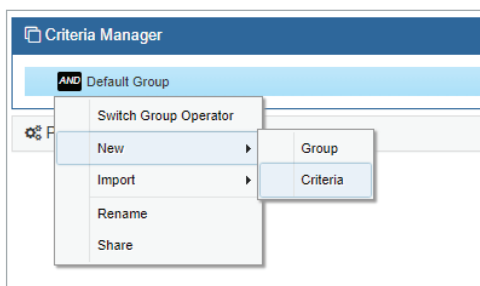 Criteria Manager
AND Default Group
Switch Group Operator
New
Group
Import
Criteria
Rename
Share